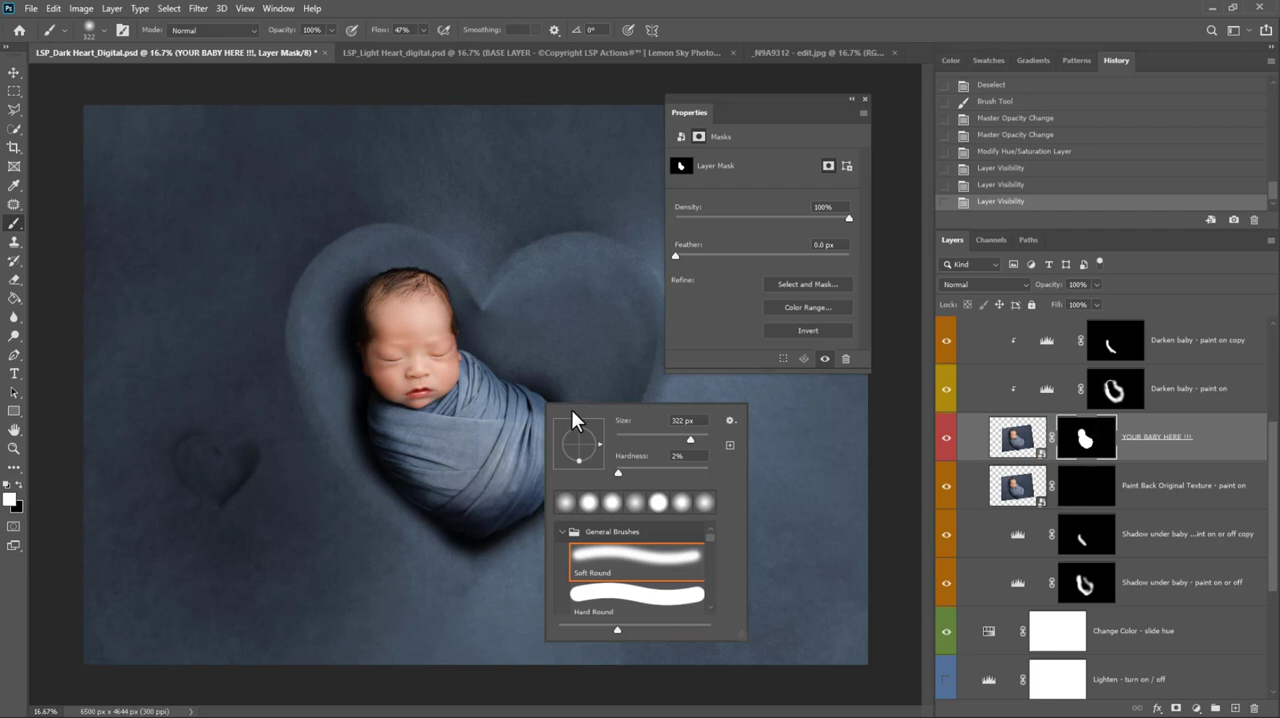 Ps File Edit Image Layer Type Select Filter 3D View Window Help
322 Mode: Normal Opacity: 100% Flow: 47% Smoothing: 0°
LSP_Dark Heart_Digital.psd @ 16.7% (YOUR BABY HERE !!!, Layer Mask/8) * × LSP_Light Heart_digital.psd @ 16.7% (BASE LAYER - ©Copyright LSP Actions®™ | Lemon Sky Photo... × _N9A9312 - edit.jpg @ 16.7% (RG... ×
Color Swatches Gradients Patterns History
Deselect
Brush Tool
Master Opacity Change
Master Opacity Change
Modify Hue/Saturation Layer
Layer Visibility
Layer Visibility
Layer Visibility
Properties
Masks
Layer Mask
Density: 100%
Feather: 0.0 px
Refine: Select and Mask...
Color Range...
Invert
Size: 322 px
Hardness: 2%
General Brushes
Soft Round
Hard Round
Layers Channels Paths
Kind
Normal Opacity: 100%
Lock: Fill: 100%
Darken baby - paint on copy
Darken baby - paint on
YOUR BABY HERE !!!
Paint Back Original Texture - paint on
Shadow under baby ...int on or off copy
Shadow under baby - paint on or off
Change Color - slide hue
Lighten - turn on / off
16.67% 6500 px x 4644 px (300 ppi)